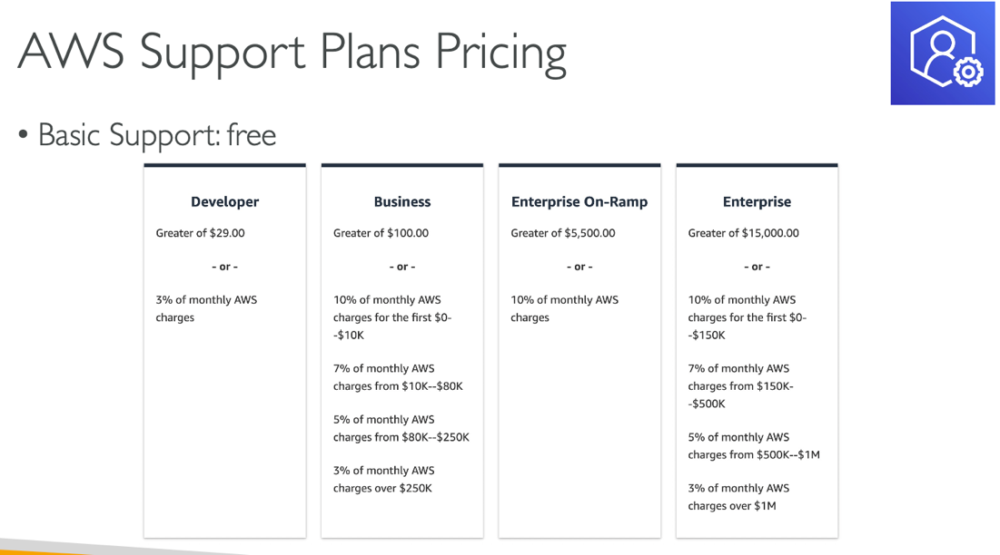 AWS Support Plans Pricing
• Basic Support: free
Developer
Greater of $29.00
- or -
3% of monthly AWS
charges
Business
Greater of $100.00
- or -
10% of monthly AWS
charges for the first $0-
-$10K
7% of monthly AWS
charges from $10K--$80K
5% of monthly AWS
charges from $80K--$250K
3% of monthly AWS
charges over $250K
Enterprise On-Ramp
Greater of $5,500.00
- or -
10% of monthly AWS
charges
Enterprise
Greater of $15,000.00
- or -
10% of monthly AWS
charges for the first $0-
-$150K
7% of monthly AWS
charges from $150K-
-$500K
5% of monthly AWS
charges from $500K--$1M
3% of monthly AWS
charges over $1M